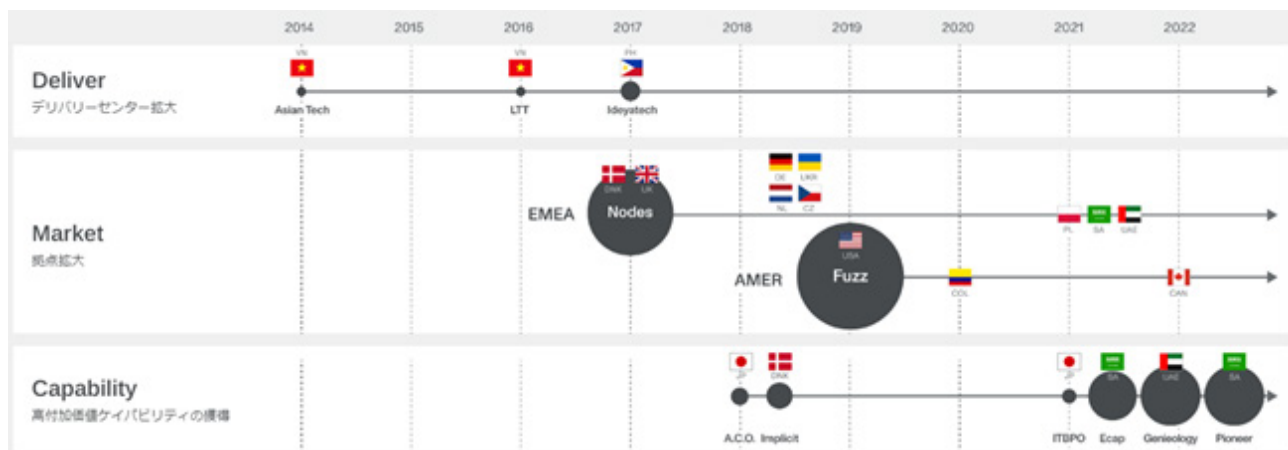 2014 2015 2016 2017 2018 2019 2020 2021 2022
Deliver
デリバリーセンター拡大
VN VN PH
Asian Tech LTT Ideyatech
Market
拠点拡大
EMEA
DNK UK
Nodes
DE UKR
NL CZ
PL SA UAE
AMER
USA
Fuzz
COL CAN
Capability
高付加価値ケイパビリティの獲得
JP DNK JP SA UAE SA
A.C.O. Implicit ITBPO Ecap Genieology Pioneer